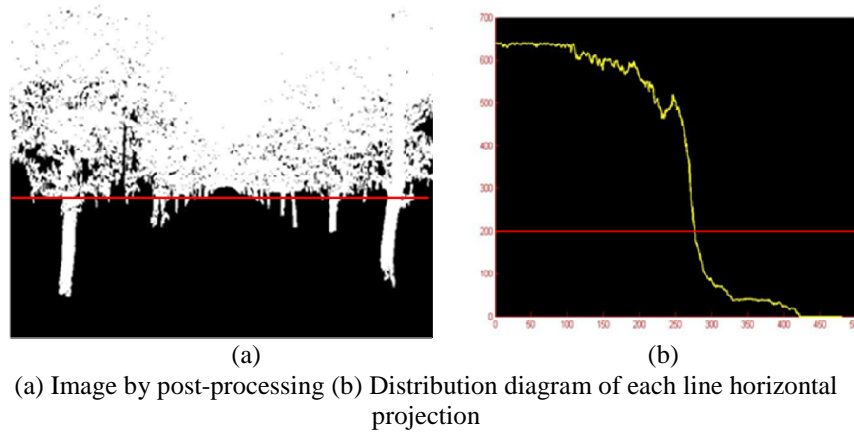 700
600
500
400
300
200
100
0
0 50 100 150 200 250 300 350 400 450
(a) (b)
(a) Image by post-processing (b) Distribution diagram of each line horizontal
projection